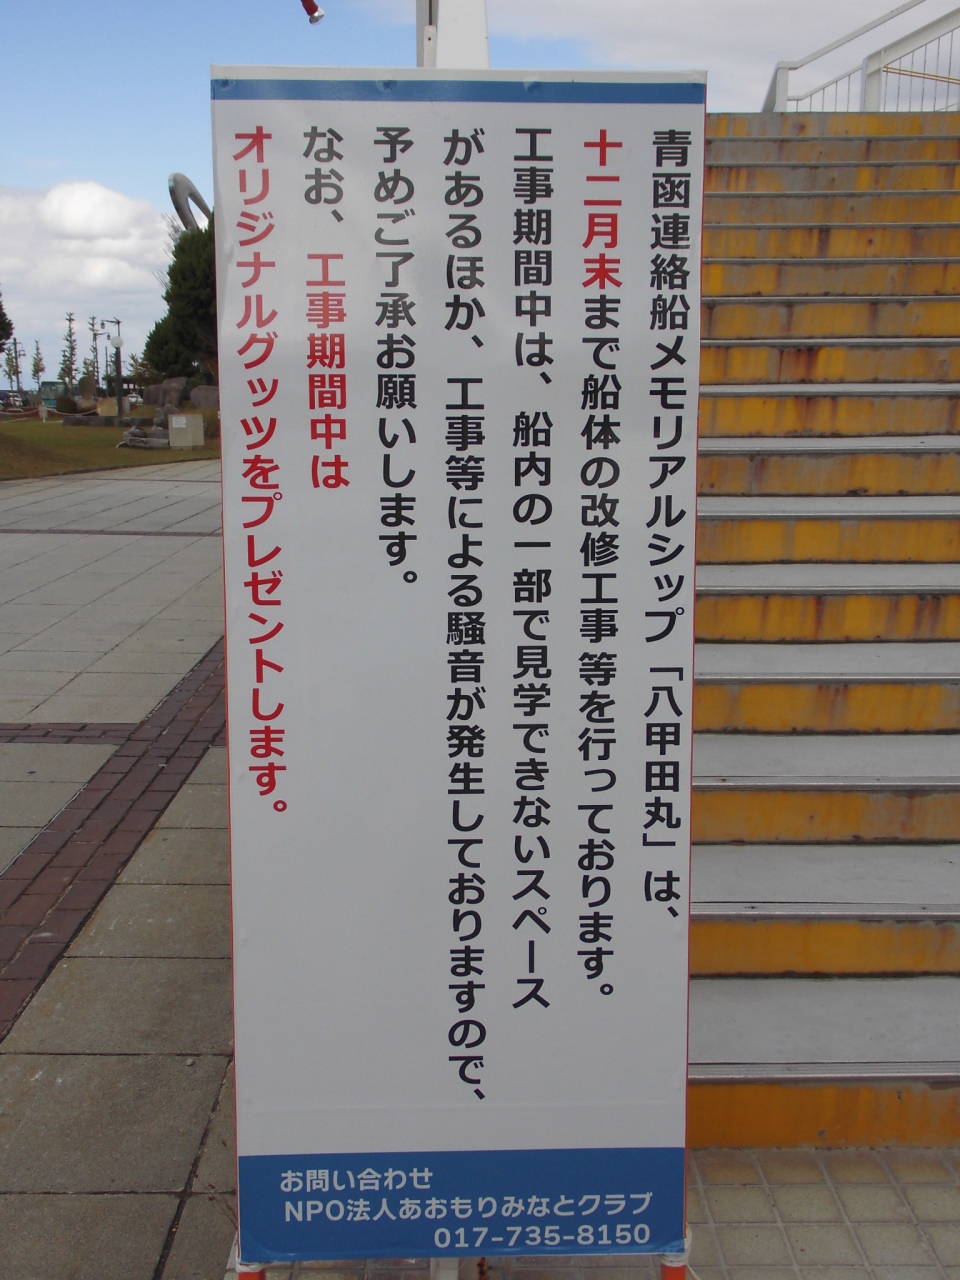 青函連絡船メモリアルシップ「八甲田丸」は、
十二月末まで船体の改修工事等を行っております。
工事期間中は、船内の一部で見学できないスペース
があるほか、工事等による騒音が発生しておりますので、
予めご了承お願いします。
なお、工事期間中は
オリジナルグッツをプレゼントします。
お問い合わせ
NPO法人あおもりみなとクラブ
017-735-8150